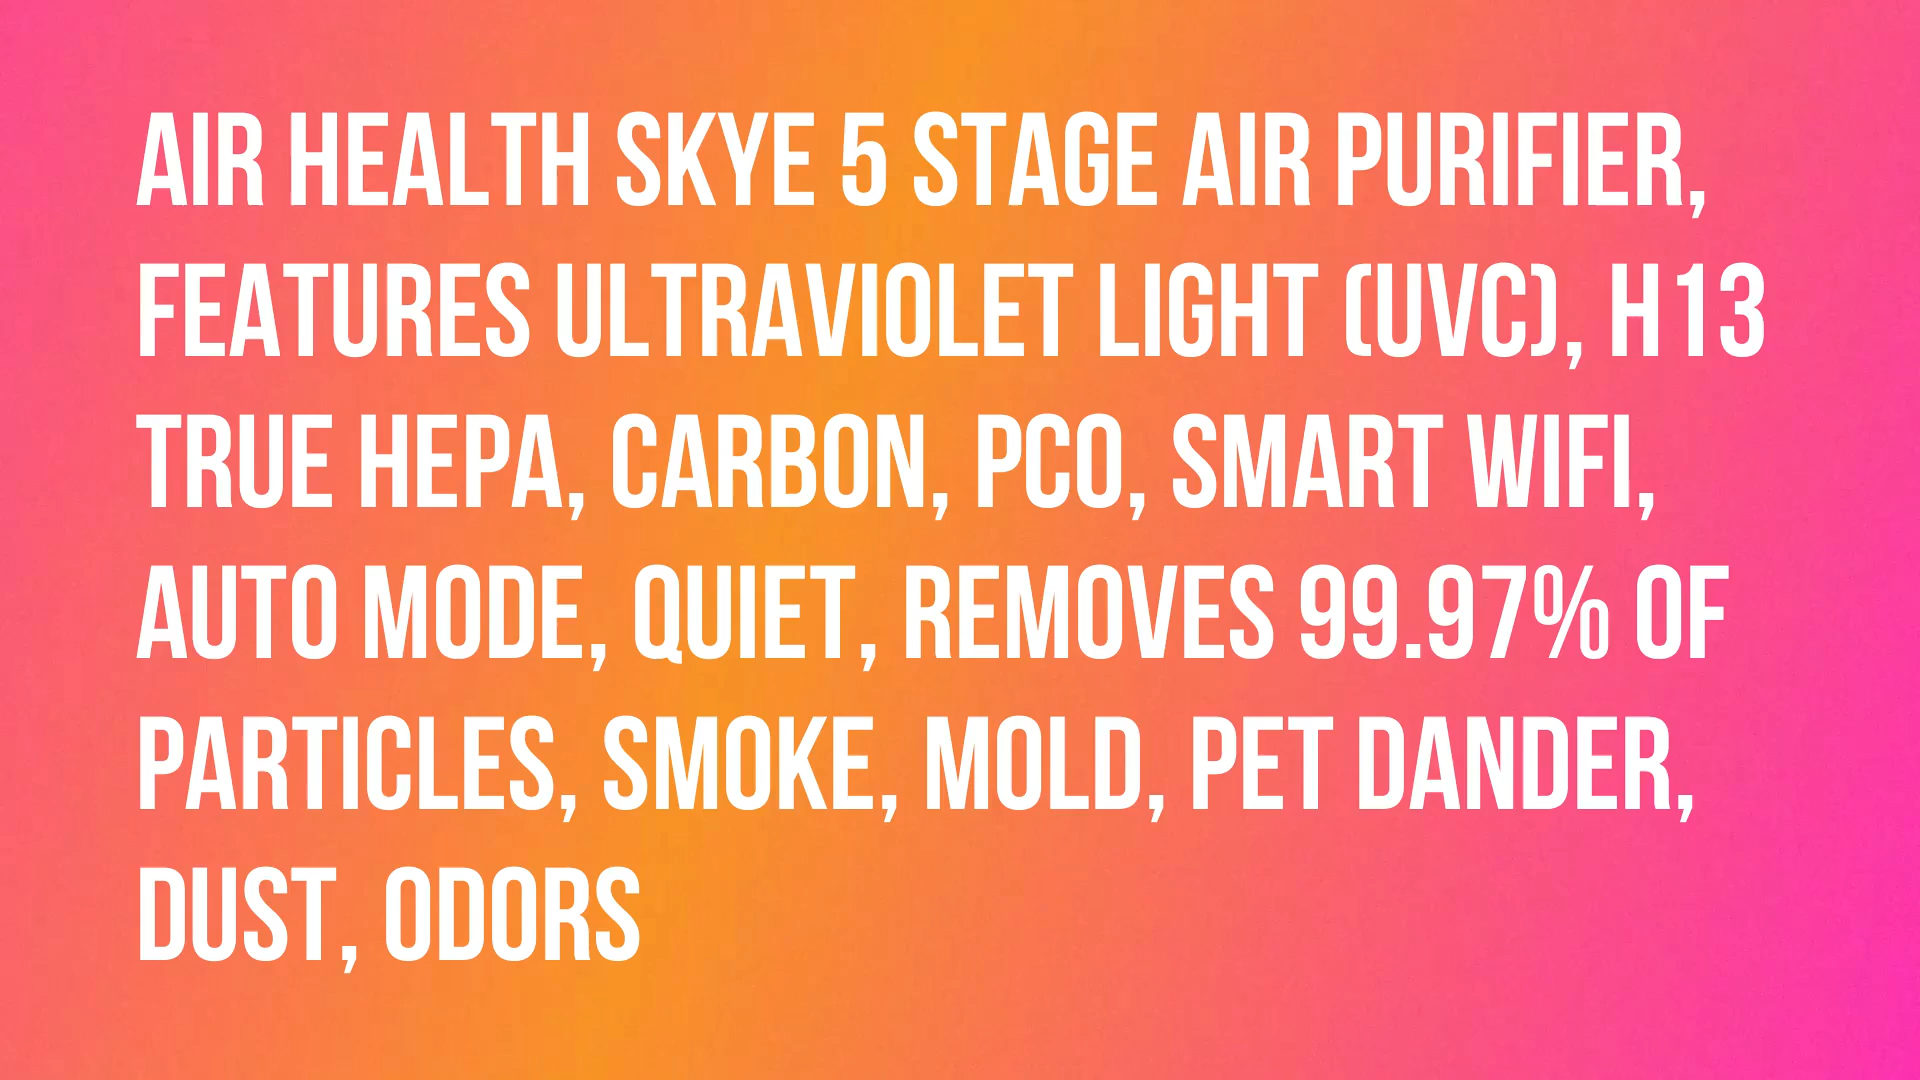 AIR HEALTH SKYE 5 STAGE AIR PURIFIER,
FEATURES ULTRAVIOLET LIGHT (UVC), H13
TRUE HEPA, CARBON, PCO, SMART WIFI,
AUTO MODE, QUIET, REMOVES 99.97% OF
PARTICLES, SMOKE, MOLD, PET DANDER,
DUST, ODORS